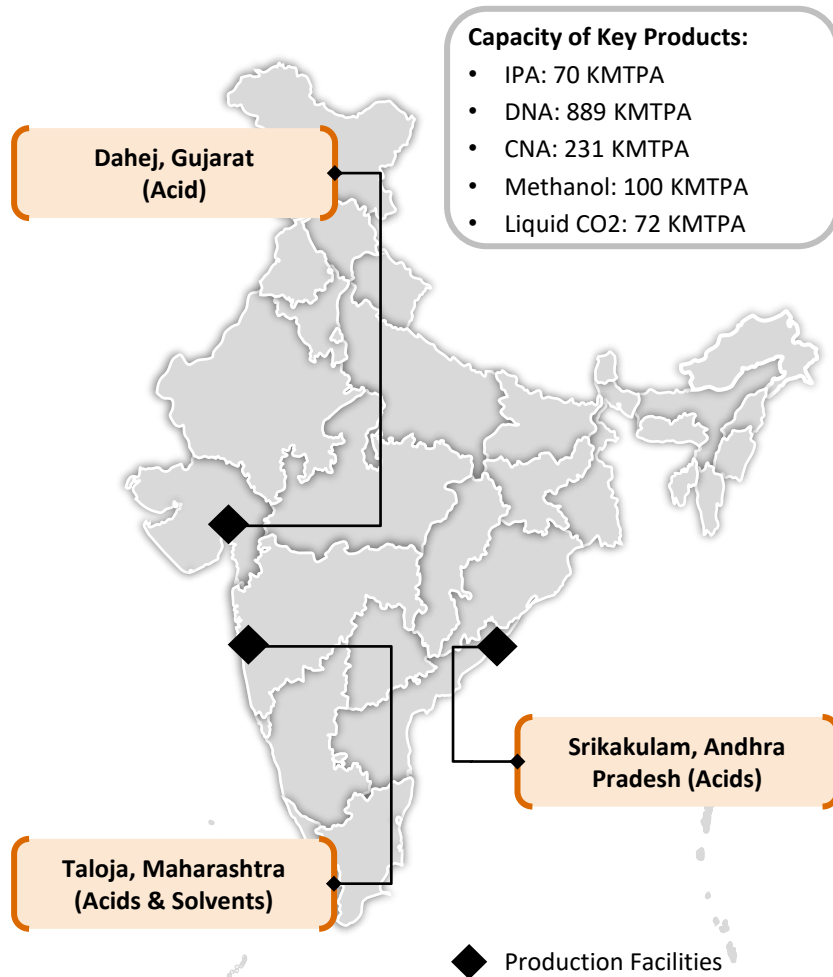 Capacity of Key Products:
• IPA: 70 KMTPA
• DNA: 889 KMTPA
• CNA: 231 KMTPA
• Methanol: 100 KMTPA
• Liquid CO2: 72 KMTPA
Dahej, Gujarat
(Acid)
Srikakulam, Andhra
Pradesh (Acids)
Taloja, Maharashtra
(Acids & Solvents)
Production Facilities